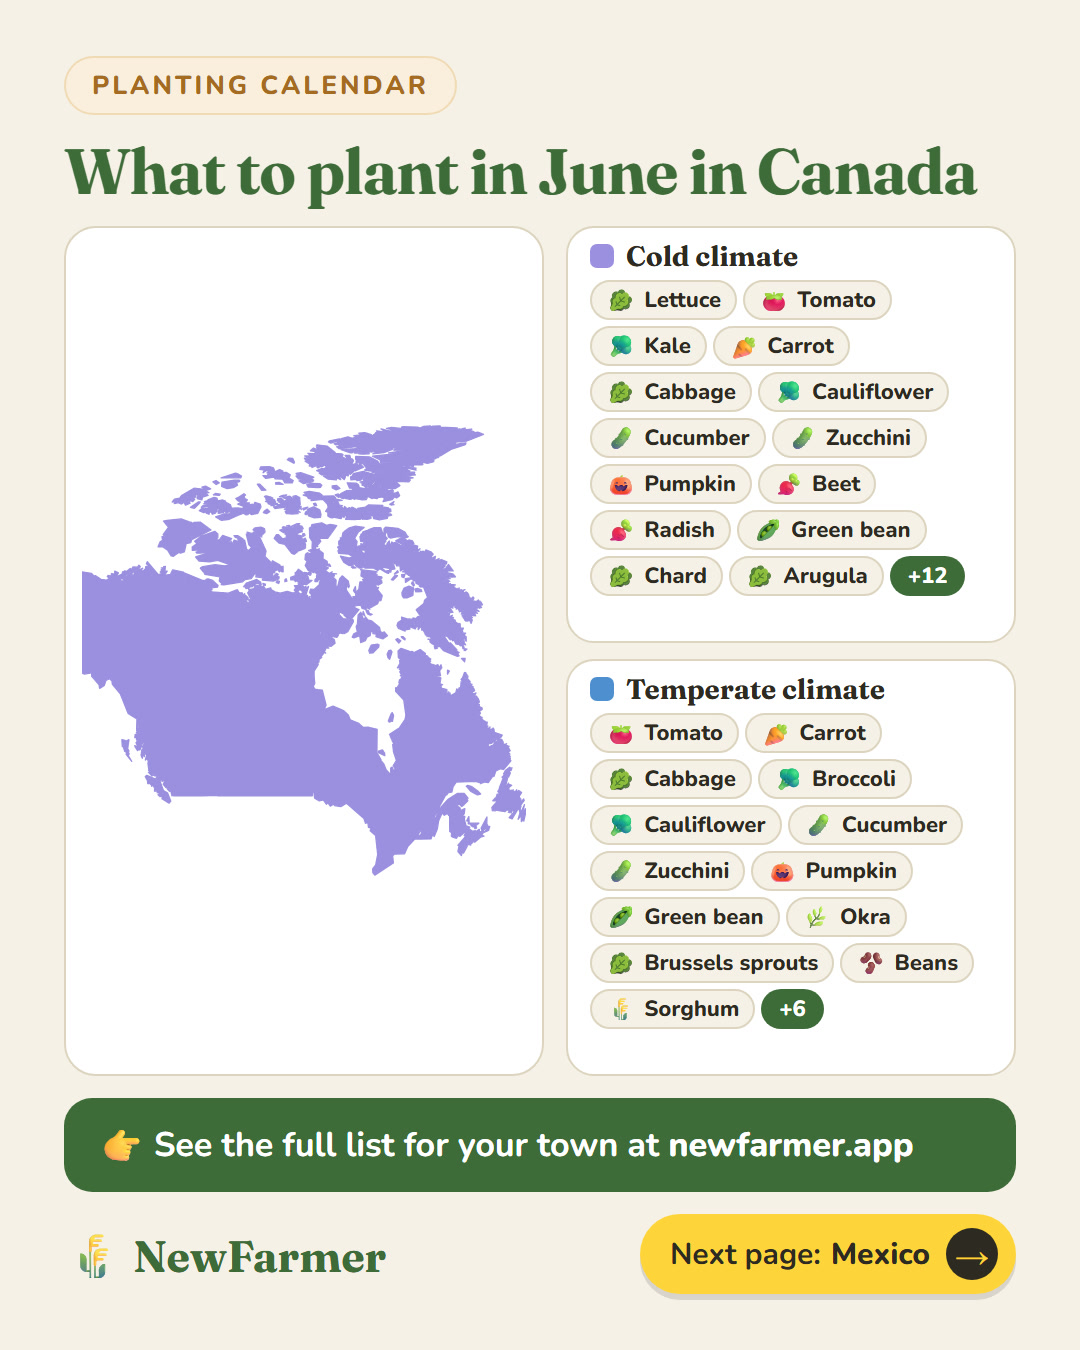 PLANTING CALENDAR
What to plant in June in Canada
Cold climate
Lettuce Tomato
Kale Carrot
Cabbage Cauliflower
Cucumber Zucchini
Pumpkin Beet
Radish Green bean
Chard Arugula +12
Temperate climate
Tomato Carrot
Cabbage Broccoli
Cauliflower Cucumber
Zucchini Pumpkin
Green bean Okra
Brussels sprouts Beans
Sorghum +6
👉 See the full list for your town at newfarmer.app
NewFarmer
Next page: Mexico →